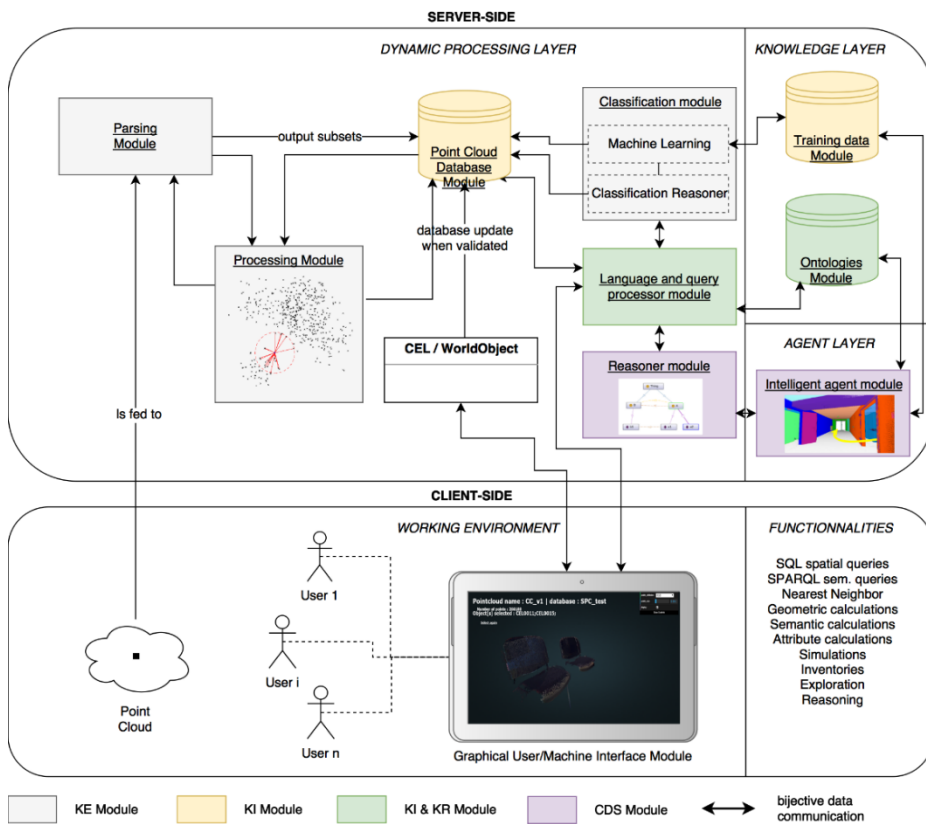 SERVER-SIDE
DYNAMIC PROCESSING LAYER
KNOWLEDGE LAYER
Parsing
Module
output subsets
Point Cloud
Database
Module
Classification module
Machine Learning
Classification Reasoner
Training data
Module
database update
when validated
Processing Module
Language and query
processor module
Ontologies
Module
CEL / WorldObject
AGENT LAYER
Reasoner module
Intelligent agent module
Is fed to
CLIENT-SIDE
WORKING ENVIRONMENT
FUNCTIONNALITIES
User 1
User i
User n
Point
Cloud
Pointcloud name : CC_v1 | database : SPC_test
Graphical User/Machine Interface Module
SQL spatial queries
SPARQL sem. queries
Nearest Neighbor
Geometric calculations
Semantic calculations
Attribute calculations
Simulations
Inventories
Exploration
Reasoning
KE Module
KI Module
KI & KR Module
CDS Module
bijective data
communication